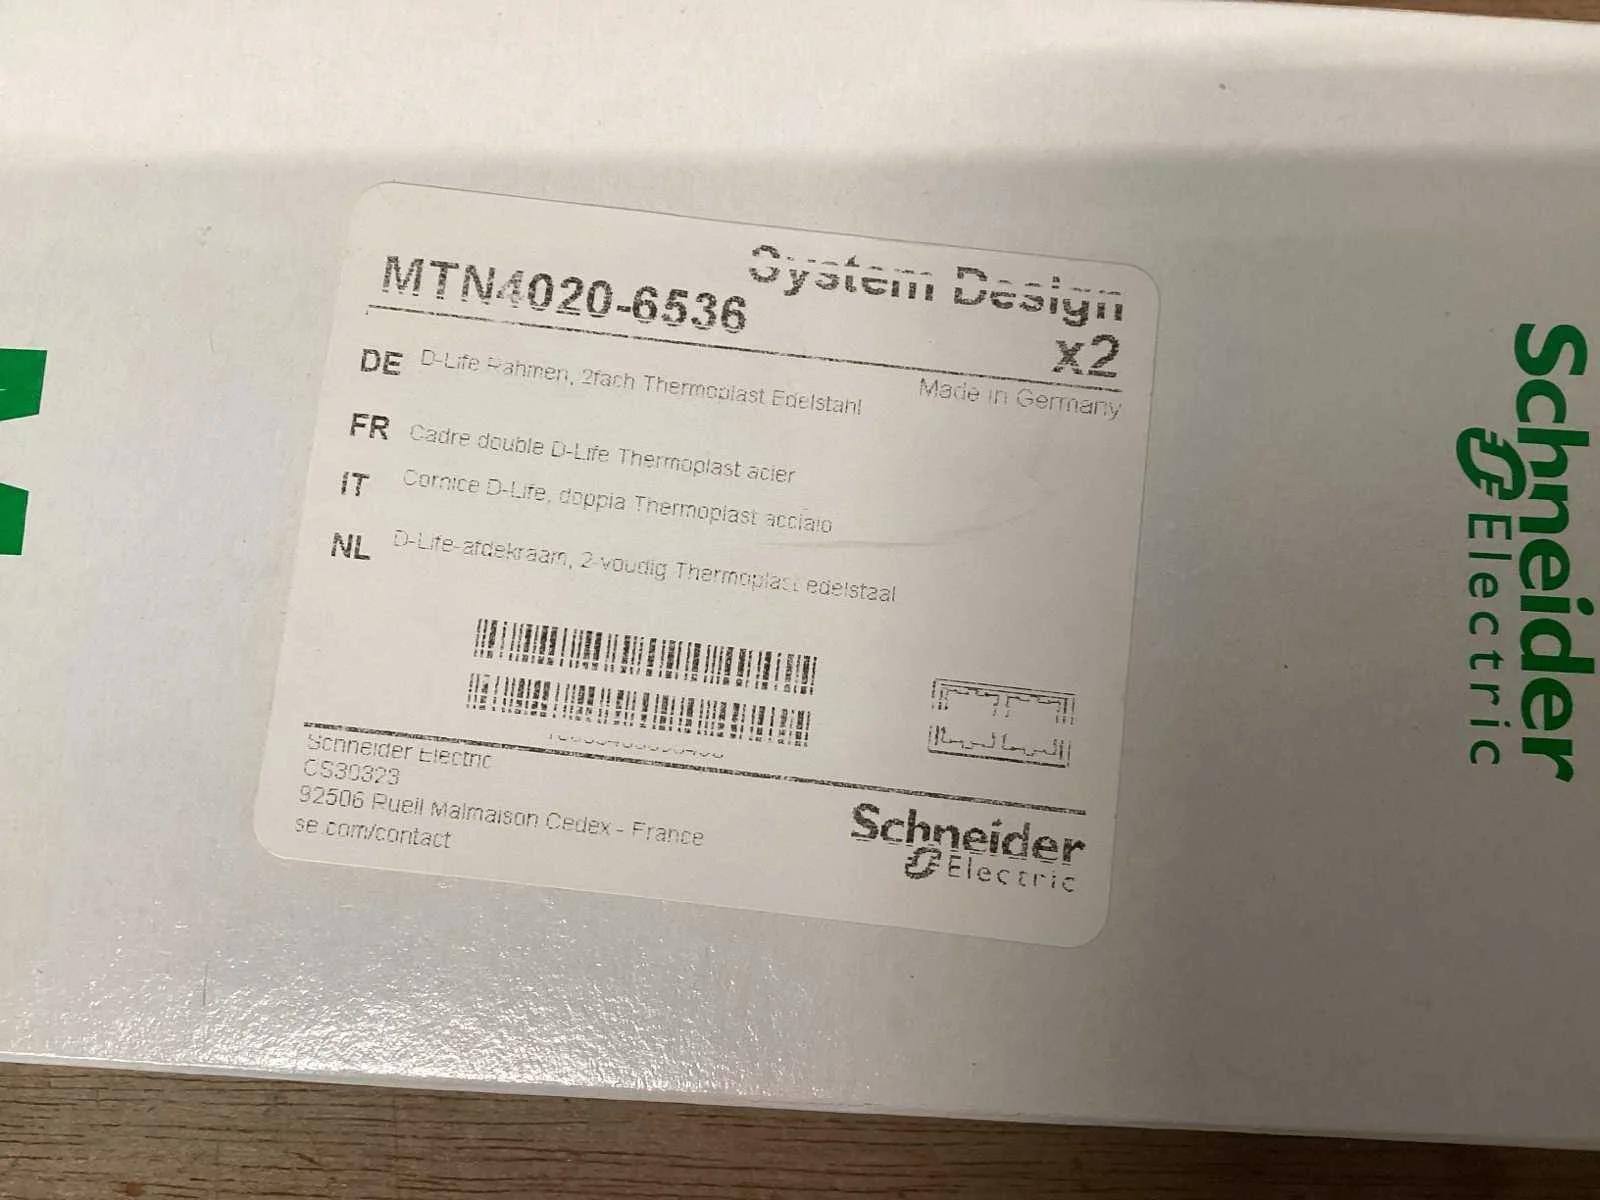 System Design
MTN4020-6536
x2
Made in Germany
DE D-Life Rahmen, 2fach Thermoplast Edelstahl
FR Cadre double D-Life Thermoplast acier
IT Cornice D-Life, doppia Thermoplast acciaio
NL D-Life-afdekraam, 2-voudig Thermoplast edelstaal
Schneider Electric
CS30323
92506 Rueil Malmaison Cedex - France
se.com/contact
Schneider
Electric
Schneider
Electric